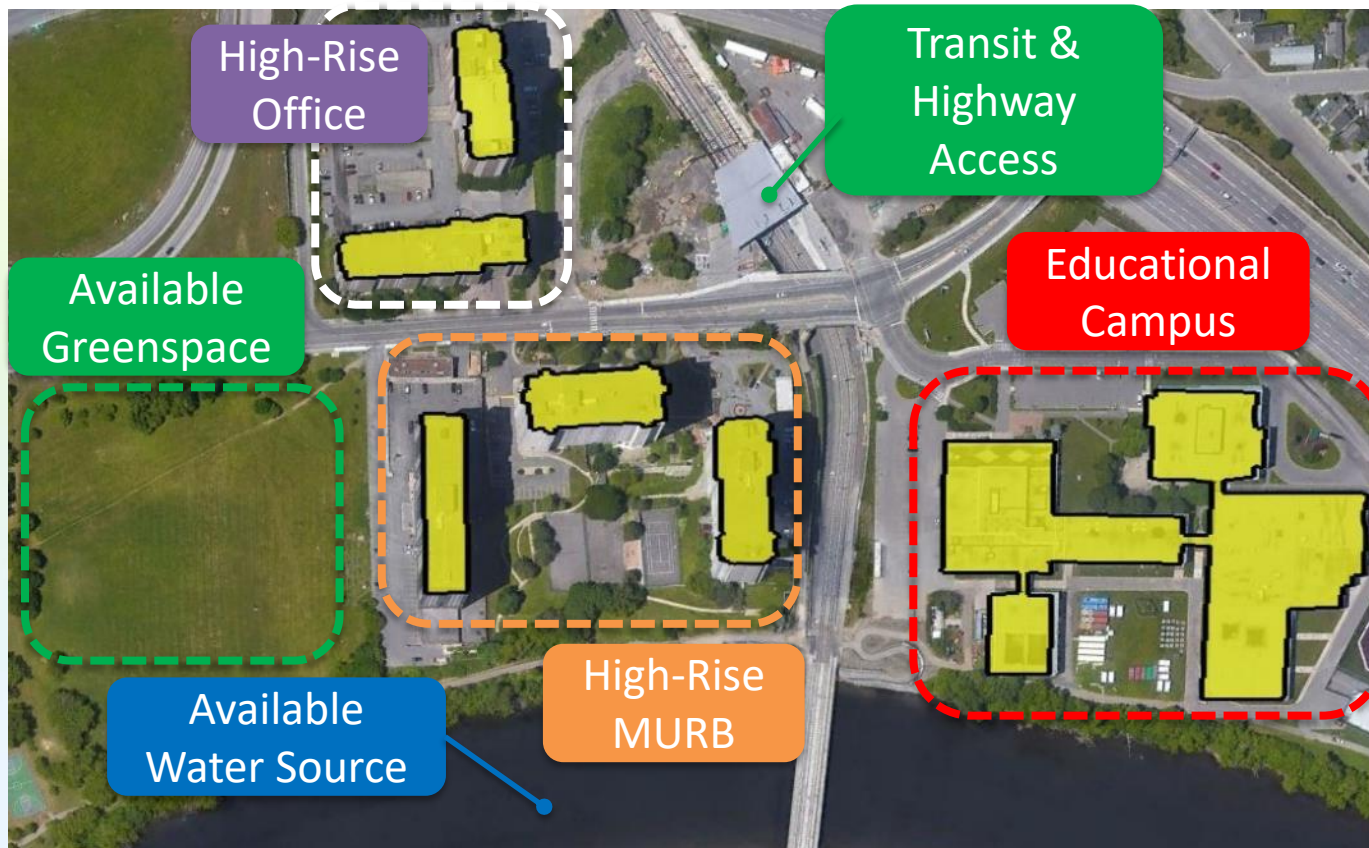 High-Rise
Office
Transit &
Highway
Access
Available
Greenspace
Educational
Campus
High-Rise
MURB
Available
Water Source